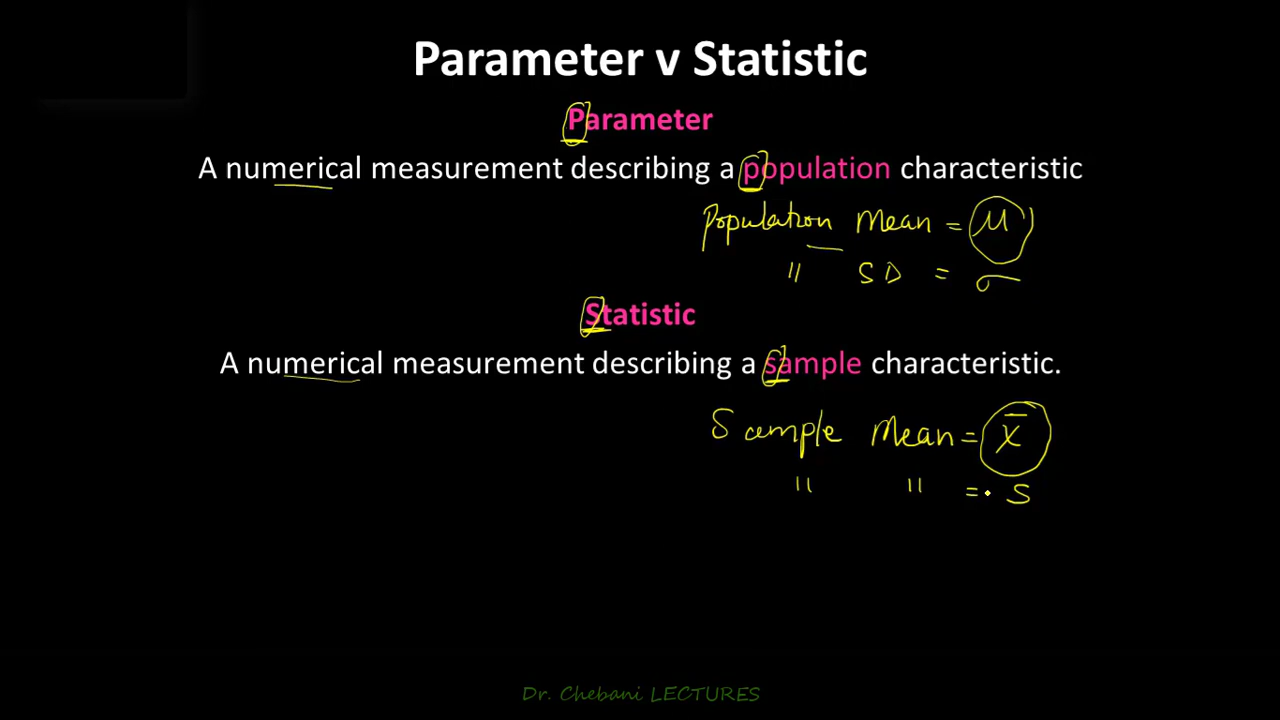 Parameter v Statistic
Parameter
A numerical measurement describing a population characteristic
Population Mean = μ
" SD = σ
Statistic
A numerical measurement describing a sample characteristic.
Sample Mean = x̄
" " = s
Dr. Chebani LECTURES